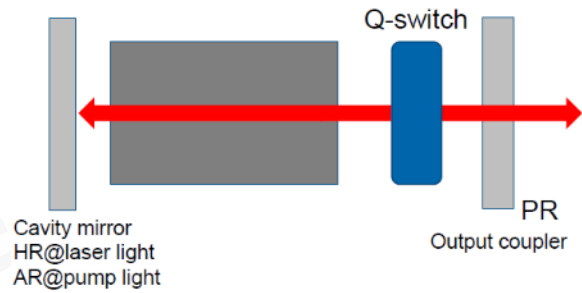 Q-switch
PR
Cavity mirror
Output coupler
HR@laser light
AR@pump light